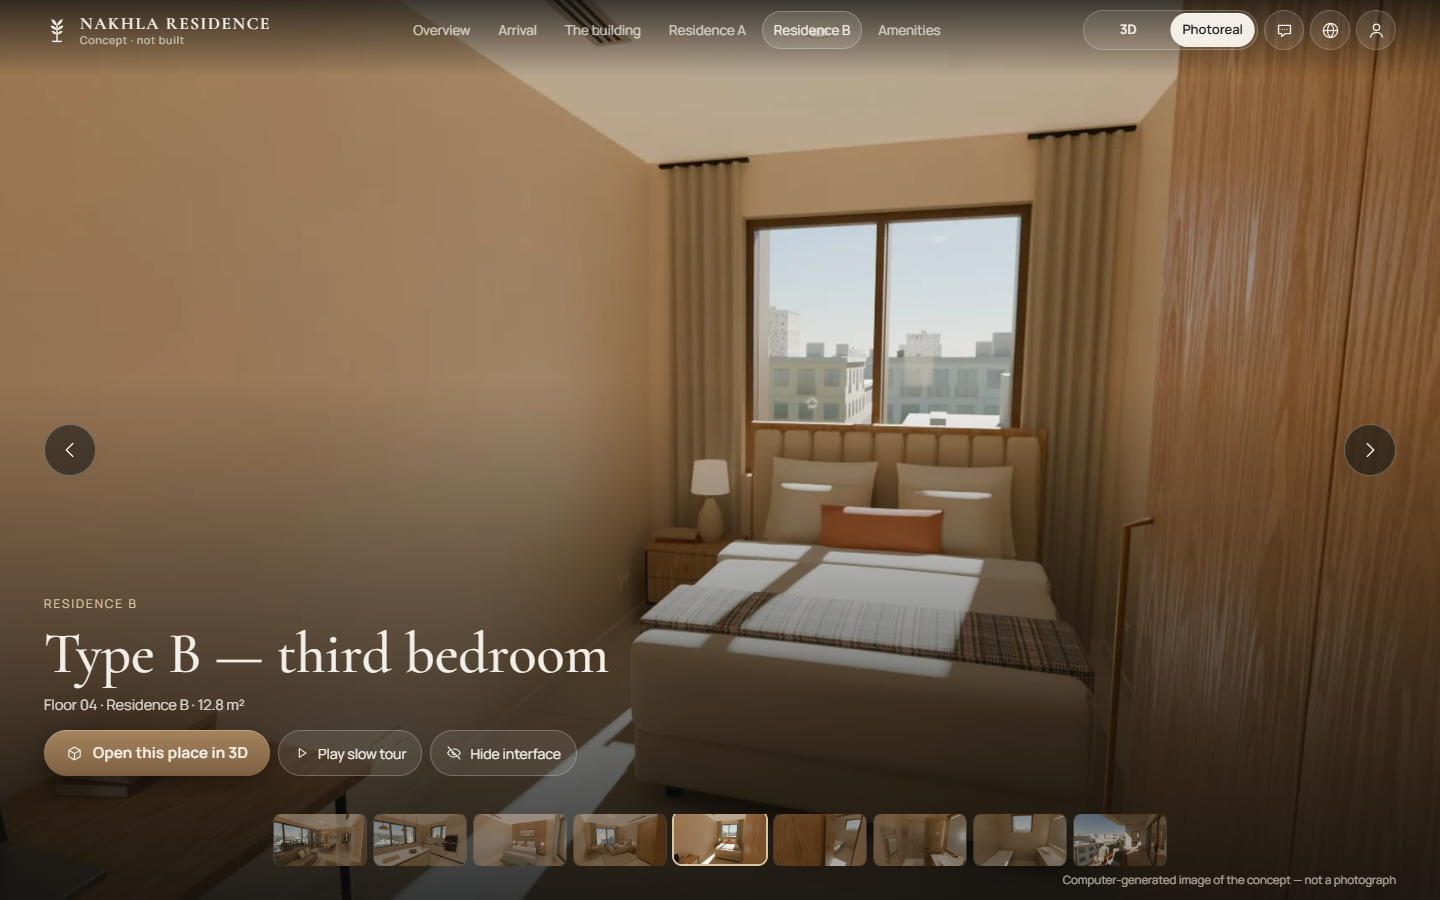 NAKHLA RESIDENCE
Concept · not built
Overview
Arrival
The building
Residence A
Residence B
Amenities
3D
Photoreal
RESIDENCE B
Type B — third bedroom
Floor 04 · Residence B · 12.8 m²
Open this place in 3D
Play slow tour
Hide interface
Computer-generated image of the concept — not a photograph